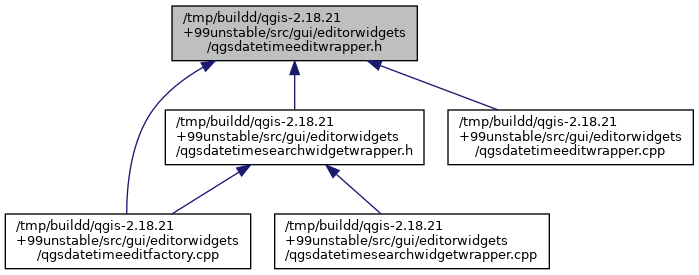 /tmp/buildd/qgis-2.18.21
+99unstable/src/gui/editorwidgets
/qgsdatetimeeditwrapper.h
/tmp/buildd/qgis-2.18.21
+99unstable/src/gui/editorwidgets
/qgsdatetimesearchwidgetwrapper.h
/tmp/buildd/qgis-2.18.21
+99unstable/src/gui/editorwidgets
/qgsdatetimeeditwrapper.cpp
/tmp/buildd/qgis-2.18.21
+99unstable/src/gui/editorwidgets
/qgsdatetimeeditfactory.cpp
/tmp/buildd/qgis-2.18.21
+99unstable/src/gui/editorwidgets
/qgsdatetimesearchwidgetwrapper.cpp